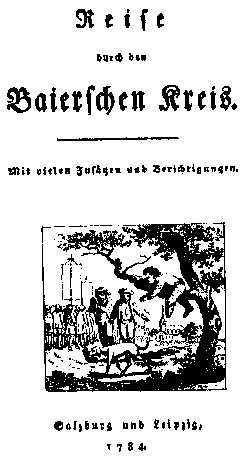 Reise
durch den
Baierschen Kreis.
Mit vielen Zusätzen und Berichtigungen.
Salzburg und Leipzig,
1784.